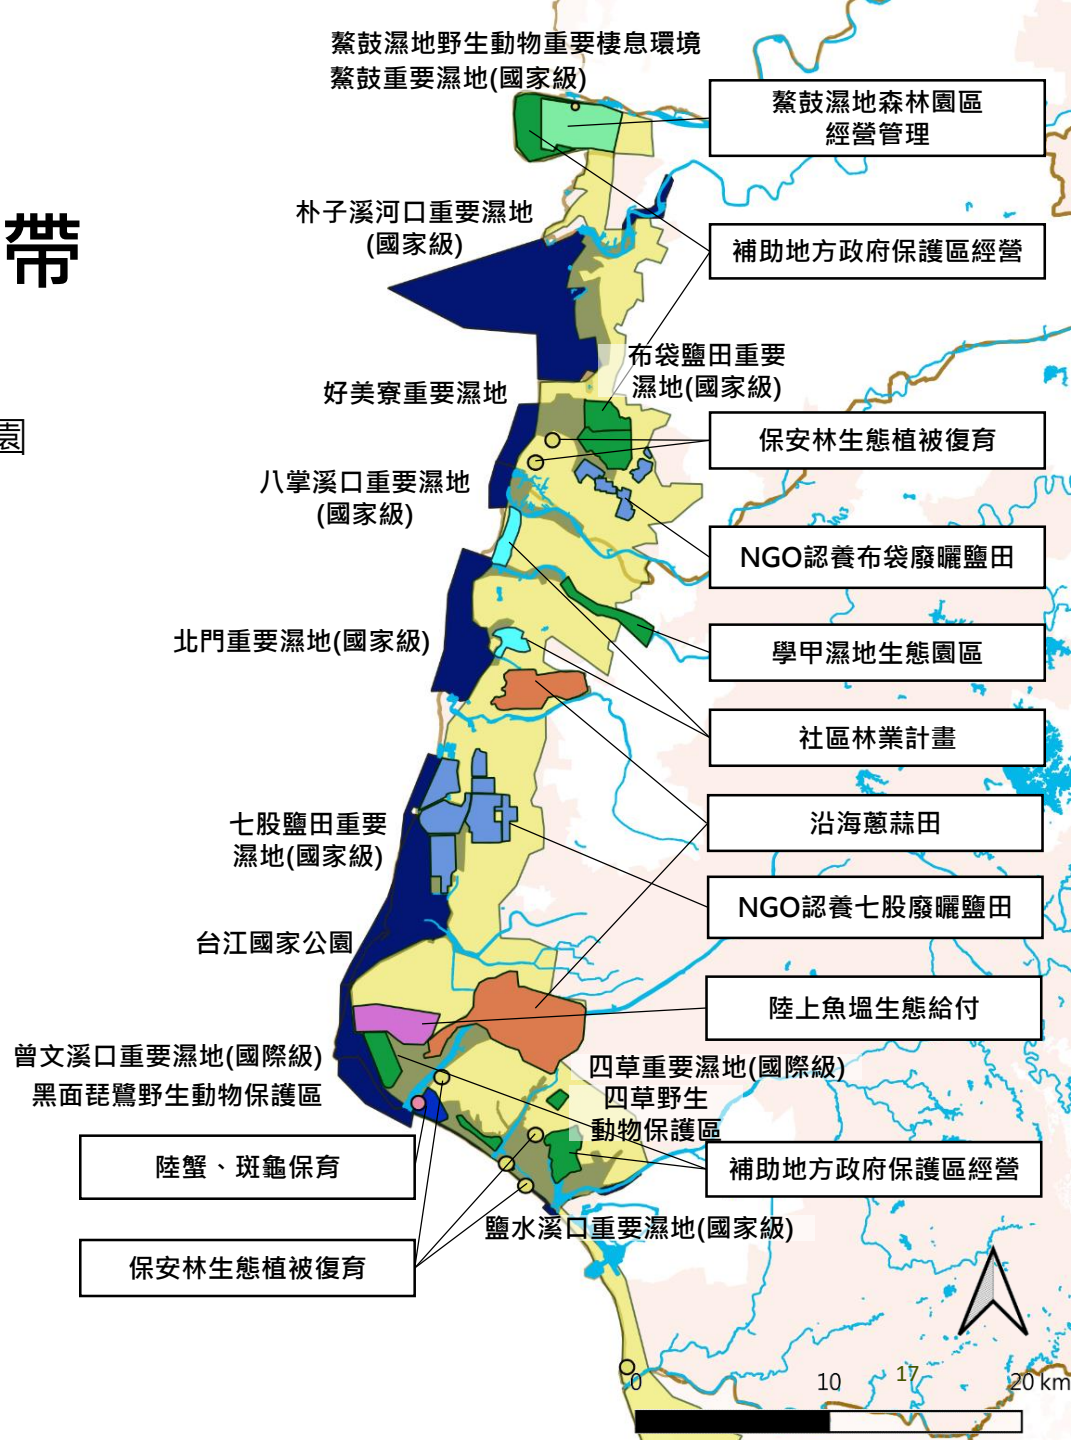 鰲鼓濕地野生動物重要棲息環境
鰲鼓重要濕地(國家級)
鰲鼓濕地森林園區
經營管理
朴子溪河口重要濕地
(國家級)
帶
補助地方政府保護區經營
布袋鹽田重要
濕地(國家級)
好美寮重要濕地
園
保安林生態植被復育
八掌溪口重要濕地
(國家級)
NGO認養布袋廢曬鹽田
北門重要濕地(國家級)
學甲濕地生態園區
社區林業計畫
七股鹽田重要
濕地(國家級)
沿海蔥蒜田
NGO認養七股廢曬鹽田
台江國家公園
陸上魚塭生態給付
曾文溪口重要濕地(國際級)
黑面琵鷺野生動物保護區
四草重要濕地(國際級)
四草野生
動物保護區
陸蟹、斑龜保育
補助地方政府保護區經營
鹽水溪口重要濕地(國家級)
保安林生態植被復育
17
0 10 20 km